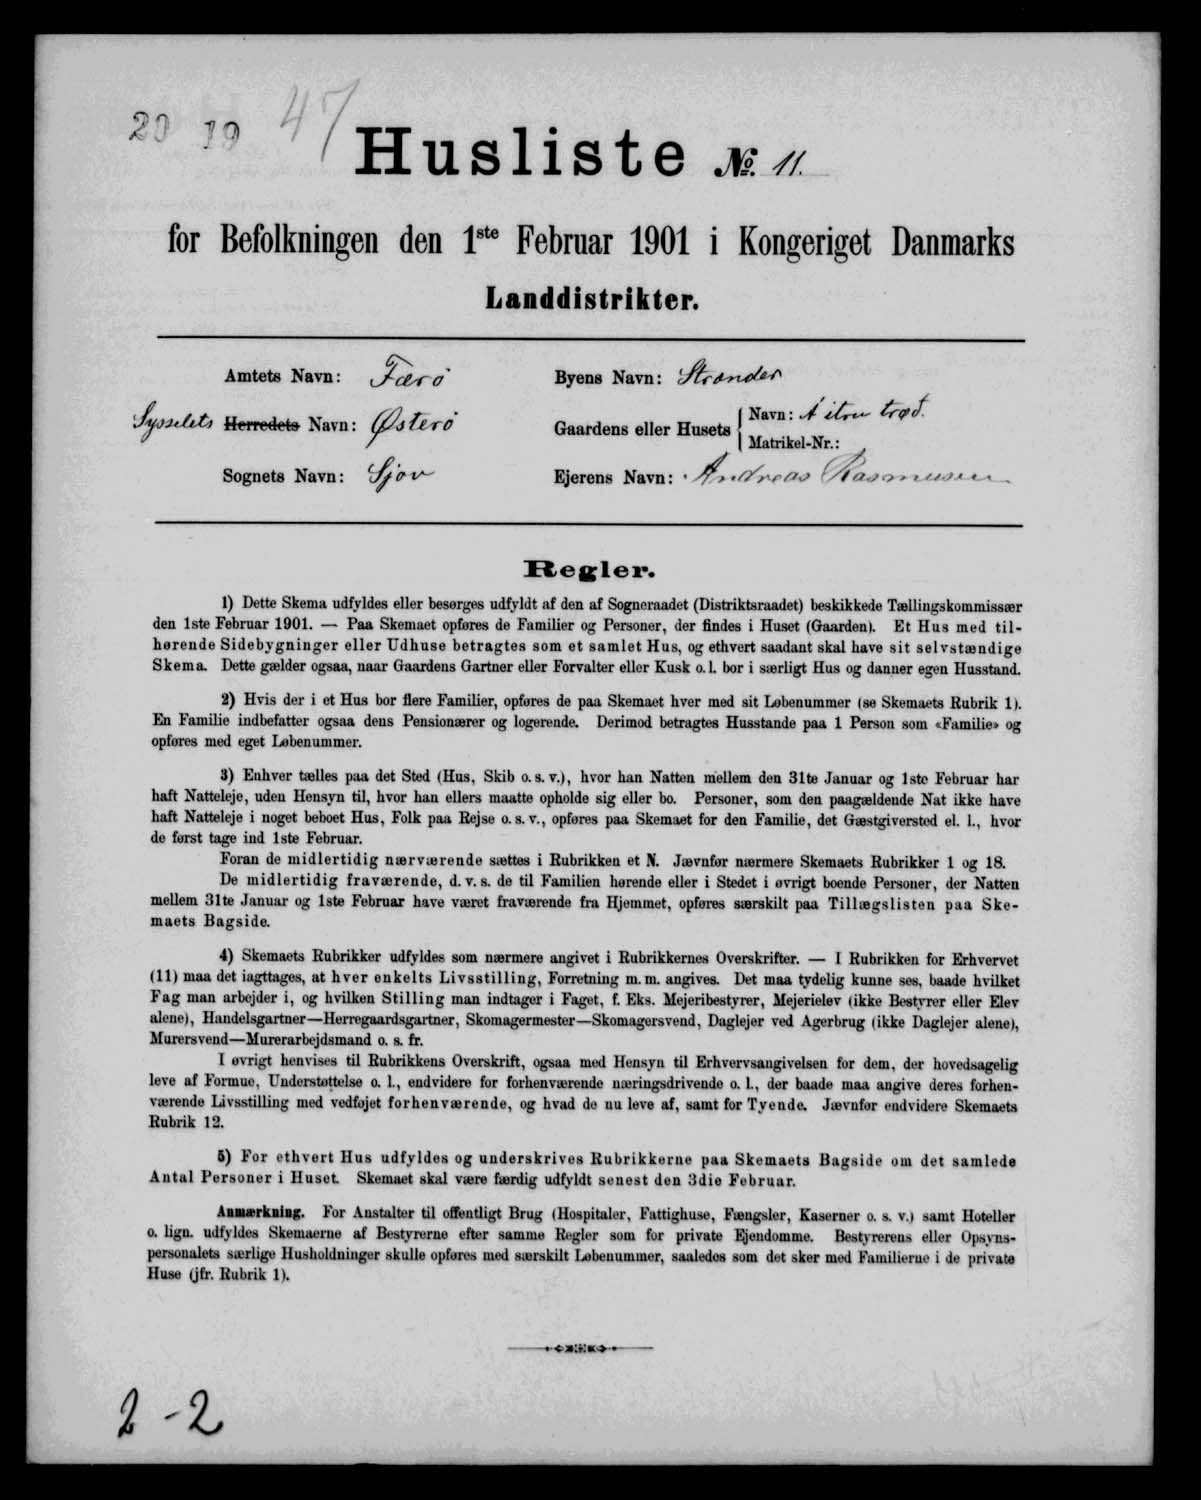 20 19 47
Husliste No. 11.
for Befolkningen den 1ste Februar 1901 i Kongeriget Danmarks
Landdistrikter.
Amtets Navn: Færø
Byens Navn: Strander
Sysselets Herredets Navn: Østerø
Gaardens eller Husets
Navn: Á itru trøð.
Matrikel-Nr.:
Sognets Navn: Sjov
Ejerens Navn: Andreas Rasmusen
Regler.
1) Dette Skema udfyldes eller besørges udfyldt af den af Sogneraadet (Distriktsraadet) beskikkede Tællingskommissær
den 1ste Februar 1901. — Paa Skemaet opføres de Familier og Personer, der findes i Huset (Gaarden). Et Hus med til-
hørende Sidebygninger eller Udhuse betragtes som et samlet Hus, og ethvert saadant skal have sit selvstændige
Skema. Dette gælder ogsaa, naar Gaardens Gartner eller Forvalter eller Kusk o. l. bor i særligt Hus og danner egen Husstand.
2) Hvis der i et Hus bor flere Familier, opføres de paa Skemaet hver med sit Løbenummer (se Skemaets Rubrik 1).
En Familie indbefatter ogsaa dens Pensionærer og logerende. Derimod betragtes Husstande paa 1 Person som «Familie» og
opføres med eget Løbenummer.
3) Enhver tælles paa det Sted (Hus, Skib o. s. v.), hvor han Natten mellem den 31te Januar og 1ste Februar har
haft Natteleje, uden Hensyn til, hvor han ellers maatte opholde sig eller bo. Personer, som den paagældende Nat ikke have
haft Natteleje i noget beboet Hus, Folk paa Rejse o. s. v., opføres paa Skemaet for den Familie, det Gæstgiversted el. l., hvor
de først tage ind 1ste Februar.
Foran de midlertidig nærværende sættes i Rubrikken et N. Jævnfør nærmere Skemaets Rubrikker 1 og 18.
De midlertidig fraværende, d. v. s. de til Familien hørende eller i Stedet i øvrigt boende Personer, der Natten
mellem 31te Januar og 1ste Februar have været fraværende fra Hjemmet, opføres særskilt paa Tillægslisten paa Ske-
maets Bagside.
4) Skemaets Rubrikker udfyldes som nærmere angivet i Rubrikkernes Overskrifter. — I Rubrikken for Erhvervet
(11) maa det iagttages, at hver enkelts Livsstilling, Forretning m. m. angives. Det maa tydelig kunne ses, baade hvilket
Fag man arbejder i, og hvilken Stilling man indtager i Faget, f. Eks. Mejeribestyrer, Mejerielev (ikke Bestyrer eller Elev
alene), Handelsgartner—Herregaardsgartner, Skomagermester—Skomagersvend, Daglejer ved Agerbrug (ikke Daglejer alene),
Murersvend—Murerarbejdsmand o. s. fr.
I øvrigt henvises til Rubrikkens Overskrift, ogsaa med Hensyn til Erhvervsangivelsen for dem, der hovedsagelig
leve af Formue, Understøttelse o. l., endvidere for forhenværende næringsdrivende o. l., der baade maa angive deres forhen-
værende Livsstilling med vedføjet forhenværende, og hvad de nu leve af, samt for Tyende. Jævnfør endvidere Skemaets
Rubrik 12.
5) For ethvert Hus udfyldes og underskrives Rubrikkerne paa Skemaets Bagside om det samlede
Antal Personer i Huset. Skemaet skal være færdig udfyldt senest den 3die Februar.
Anmærkning. For Anstalter til offentligt Brug (Hospitaler, Fattighuse, Fængsler, Kaserner o. s. v.) samt Hoteller
o. lign. udfyldes Skemaerne af Bestyrerne efter samme Regler som for private Ejendomme. Bestyrerens eller Opsyns-
personalets særlige Husholdninger skulle opføres med særskilt Løbenummer, saaledes som det sker med Familierne i de private
Huse (jfr. Rubrik 1).
2-2